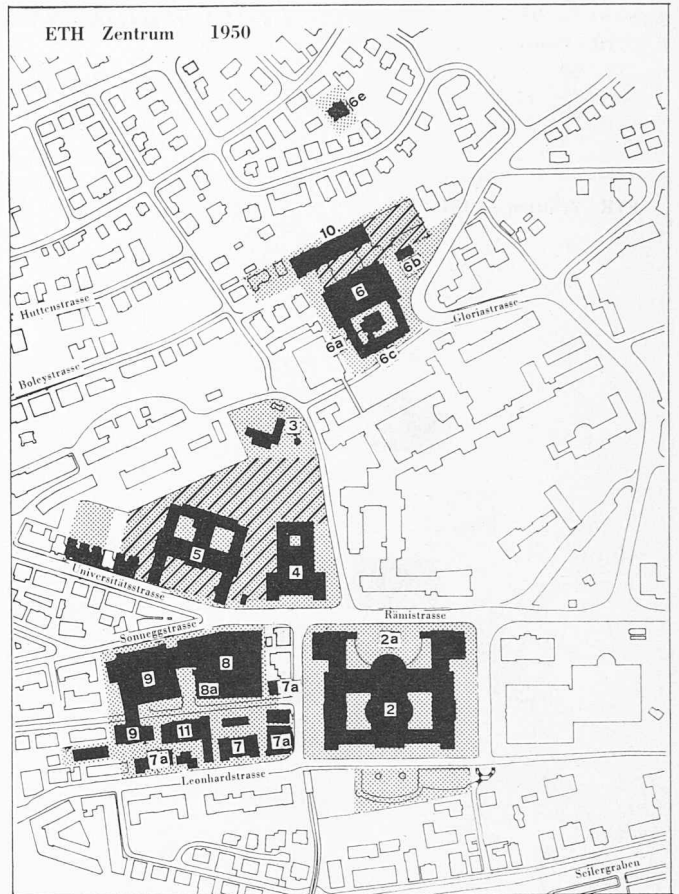 ETH Zentrum 1950
6e
10
6b
6
Huttenstrasse
Gloriastrasse
6a
6c
Boleystrasse
3
5
4
Universitätsstrasse
Rämistrasse
Sonneggstrasse
2a
9
8
8a
7a
2
9
11
7
7a
7a
Leonhardstrasse
Seilergraben